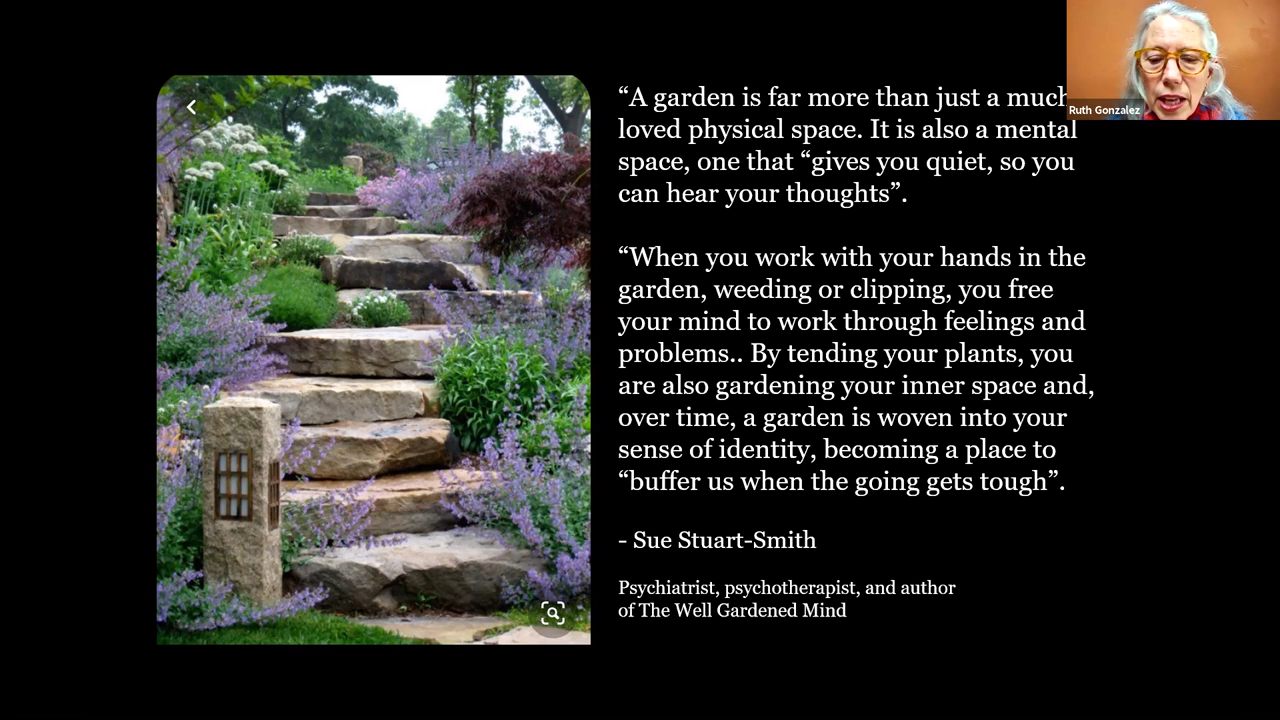 “A garden is far more than just a much
loved physical space. It is also a mental
space, one that “gives you quiet, so you
can hear your thoughts”.
“When you work with your hands in the
garden, weeding or clipping, you free
your mind to work through feelings and
problems.. By tending your plants, you
are also gardening your inner space and,
over time, a garden is woven into your
sense of identity, becoming a place to
“buffer us when the going gets tough”.
- Sue Stuart-Smith
Psychiatrist, psychotherapist, and author
of The Well Gardened Mind
Ruth Gonzalez